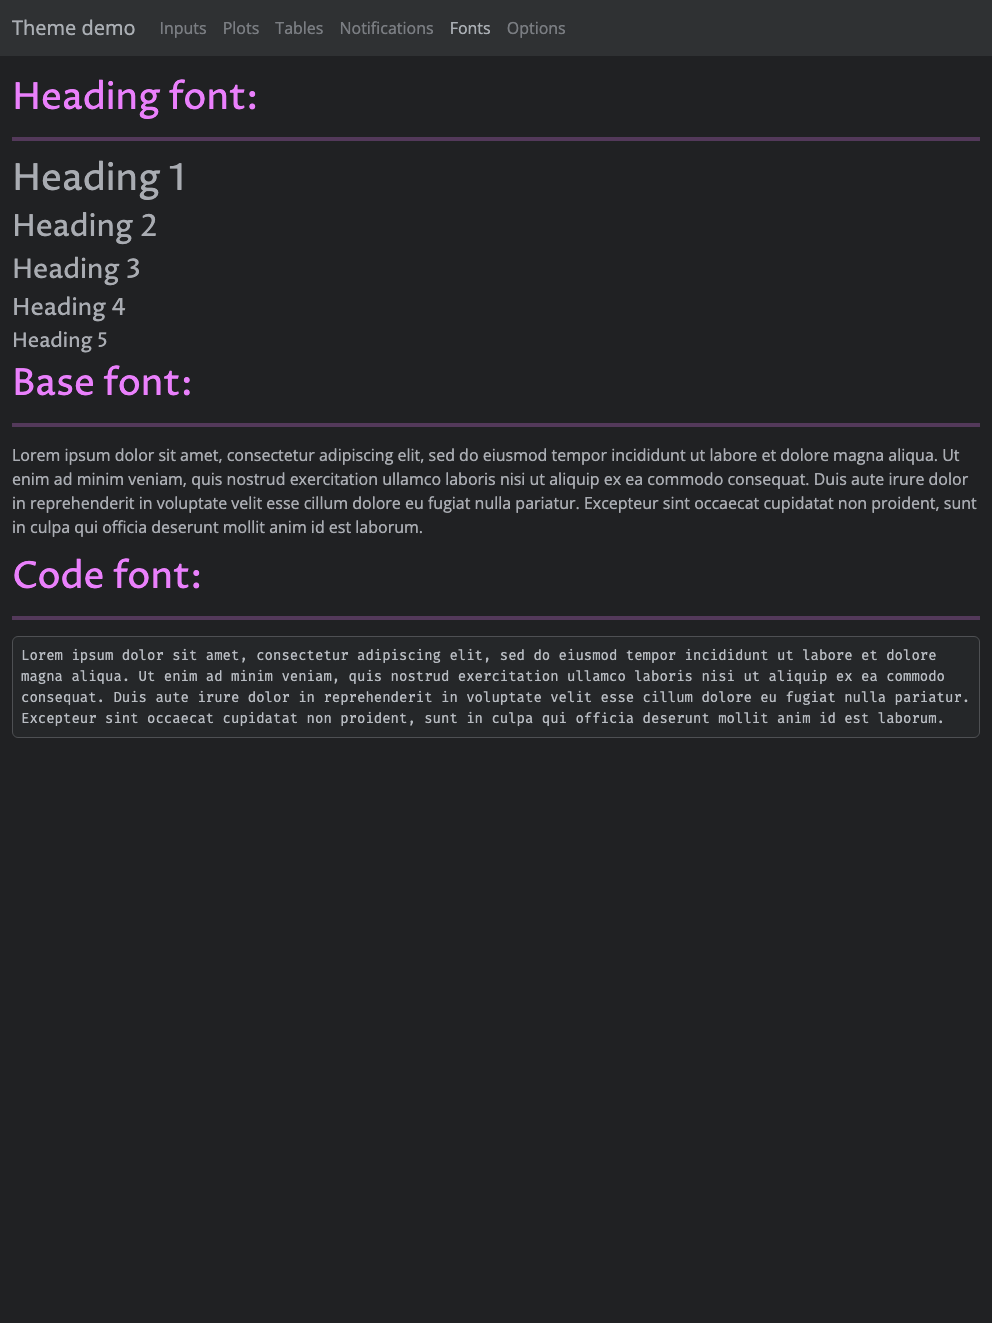 Theme demo Inputs Plots Tables Notifications Fonts Options
Heading font:
Heading 1
Heading 2
Heading 3
Heading 4
Heading 5
Base font:
Lorem ipsum dolor sit amet, consectetur adipiscing elit, sed do eiusmod tempor incididunt ut labore et dolore magna aliqua. Ut
enim ad minim veniam, quis nostrud exercitation ullamco laboris nisi ut aliquip ex ea commodo consequat. Duis aute irure dolor
in reprehenderit in voluptate velit esse cillum dolore eu fugiat nulla pariatur. Excepteur sint occaecat cupidatat non proident, sunt
in culpa qui officia deserunt mollit anim id est laborum.
Code font:
Lorem ipsum dolor sit amet, consectetur adipiscing elit, sed do eiusmod tempor incididunt ut labore et dolore
magna aliqua. Ut enim ad minim veniam, quis nostrud exercitation ullamco laboris nisi ut aliquip ex ea commodo
consequat. Duis aute irure dolor in reprehenderit in voluptate velit esse cillum dolore eu fugiat nulla pariatur.
Excepteur sint occaecat cupidatat non proident, sunt in culpa qui officia deserunt mollit anim id est laborum.